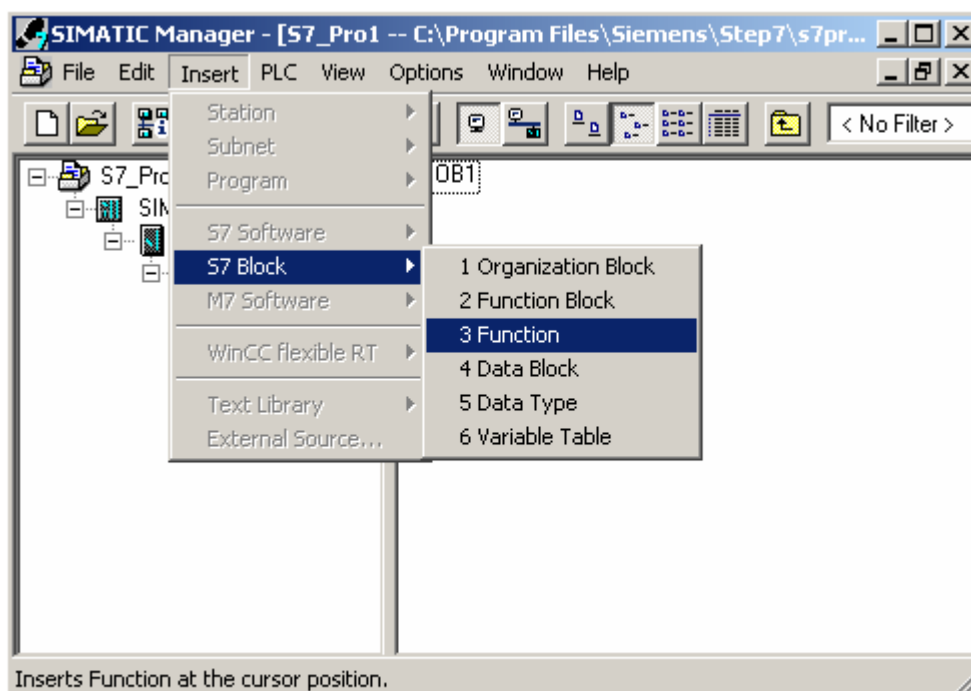 SIMATIC Manager - [S7_Pro1 -- C:\Program Files\Siemens\Step7\s7pr...
File Edit Insert PLC View Options Window Help
< No Filter >
Station
Subnet
Program
S7 Software
S7 Block
M7 Software
WinCC flexible RT
Text Library
External Source...
S7_Pro
SIM
OB1
1 Organization Block
2 Function Block
3 Function
4 Data Block
5 Data Type
6 Variable Table
Inserts Function at the cursor position.